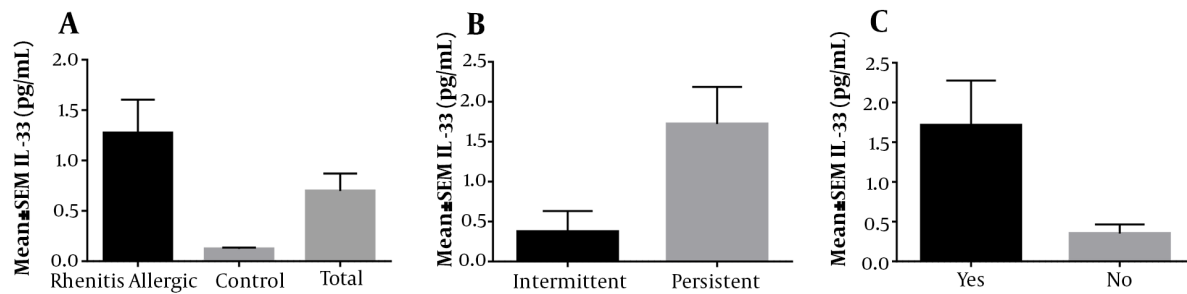 A
Mean±SEM IL -33 (pg/mL)
2.0
1.5
1.0
0.5
0.0
Rhenitis Allergic Control Total
B
Mean±SEM IL -33 (pg/mL)
2.5
2.0
1.5
1.0
0.5
0.0
Intermittent Persistent
C
Mean±SEM IL -33 (pg/mL)
2.5
2.0
1.5
1.0
0.5
0.0
Yes No